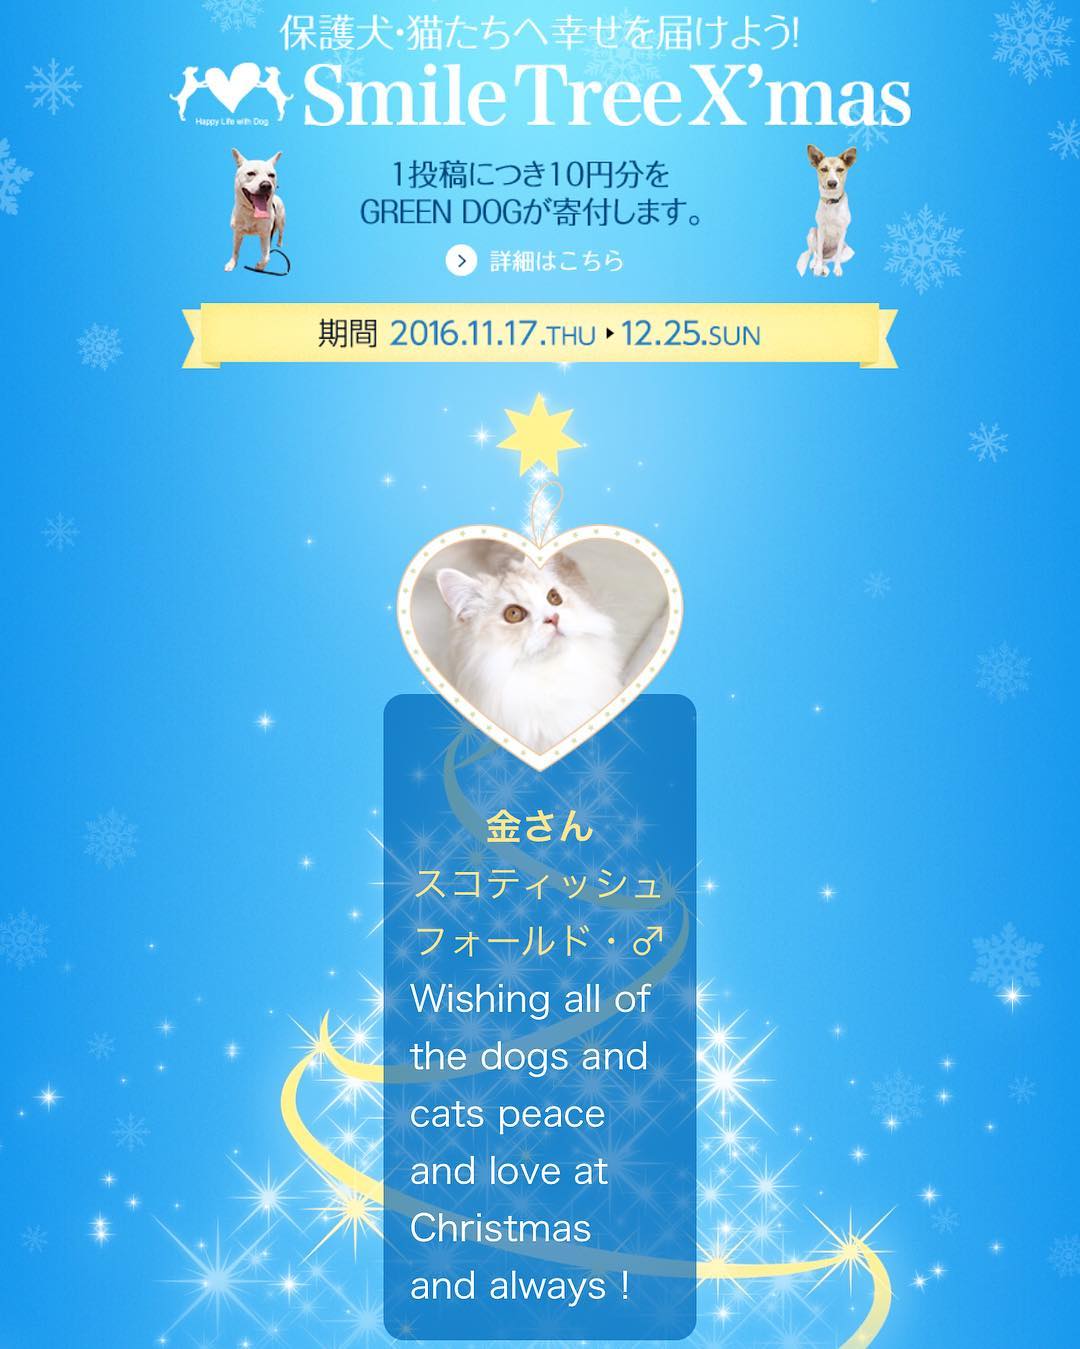 保護犬・猫たちへ幸せを届けよう!
Happy Life with Dog
Smile Tree X'mas
1投稿につき10円分を
GREEN DOGが寄付します。
詳細はこちら
期間 2016.11.17.THU ▶ 12.25.SUN
金さん
スコティッシュ
フォールド・♂
Wishing all of
the dogs and
cats peace
and love at
Christmas
and always！